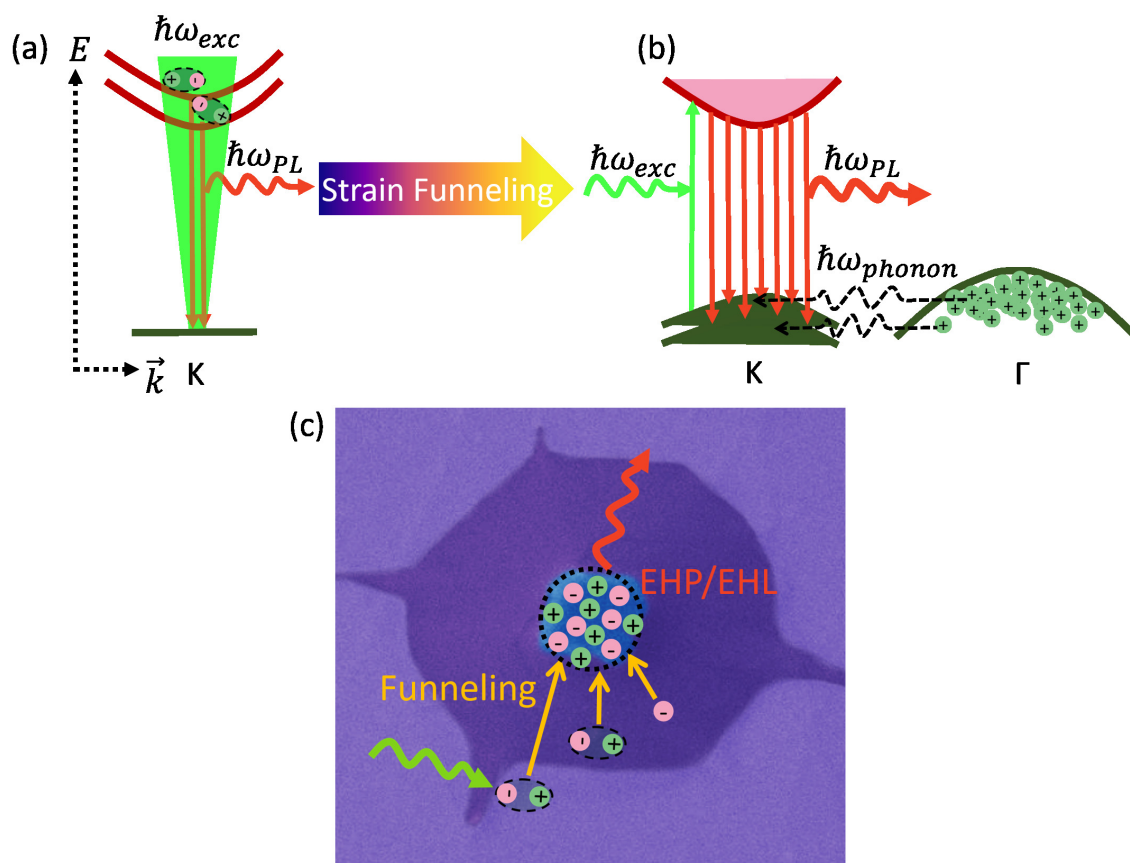 (a)
E
ħω_exc
ħω_PL
k⃗
K
Strain Funneling
(b)
ħω_exc
ħω_PL
ħω_phonon
K
Γ
(c)
EHP/EHL
Funneling